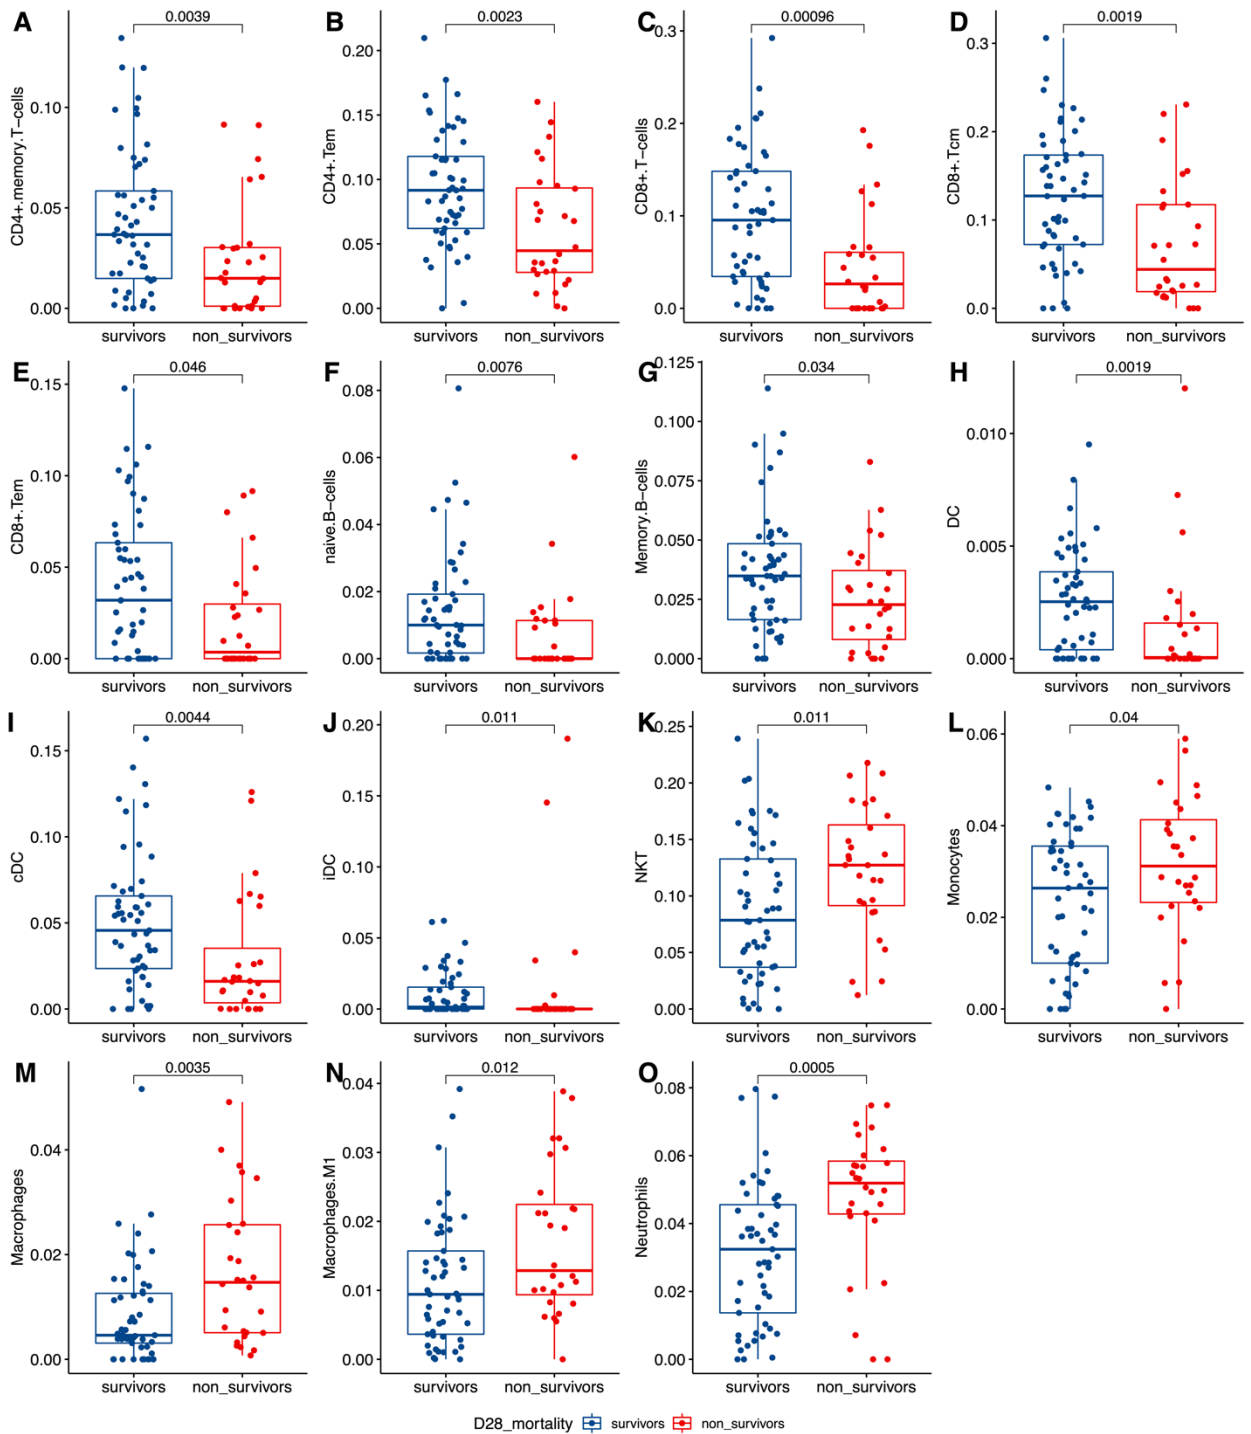 A
0.0039
CD4+.memory.T−cells
0.10
0.05
0.00
survivors non_survivors
B
0.0023
CD4+.Tem
0.20
0.15
0.10
0.05
0.00
survivors non_survivors
C
0.00096
CD8+.T−cells
0.3
0.2
0.1
0.0
survivors non_survivors
D
0.0019
CD8+.Tcm
0.3
0.2
0.1
0.0
survivors non_survivors
E
0.046
CD8+.Tem
0.15
0.10
0.05
0.00
survivors non_survivors
F
0.0076
naive.B−cells
0.08
0.06
0.04
0.02
0.00
survivors non_survivors
G
0.034
Memory.B−cells
0.125
0.100
0.075
0.050
0.025
0.000
survivors non_survivors
H
0.0019
DC
0.010
0.005
0.000
survivors non_survivors
I
0.0044
cDC
0.15
0.10
0.05
0.00
survivors non_survivors
J
0.011
iDC
0.20
0.15
0.10
0.05
0.00
survivors non_survivors
K
0.011
NKT
0.25
0.20
0.15
0.10
0.05
0.00
survivors non_survivors
L
0.04
Monocytes
0.06
0.04
0.02
0.00
survivors non_survivors
M
0.0035
Macrophages
0.04
0.02
0.00
survivors non_survivors
N
0.012
Macrophages.M1
0.04
0.03
0.02
0.01
0.00
survivors non_survivors
O
0.0005
Neutrophils
0.08
0.06
0.04
0.02
0.00
survivors non_survivors
D28_mortality survivors non_survivors